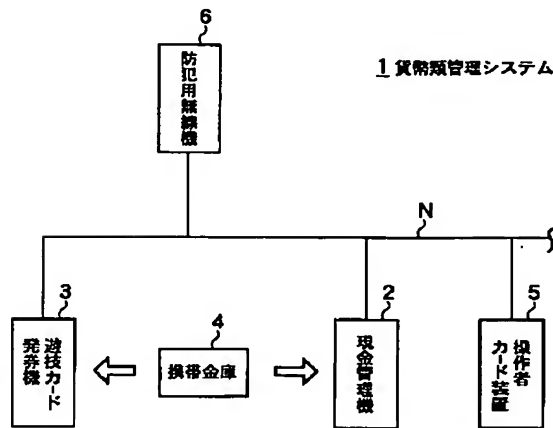 6
防犯用無線機
1 貨幣類管理システム
N
3
遊技カード
発券機
4
携帯金庫
2
現金管理機
5
操作者
カード装置